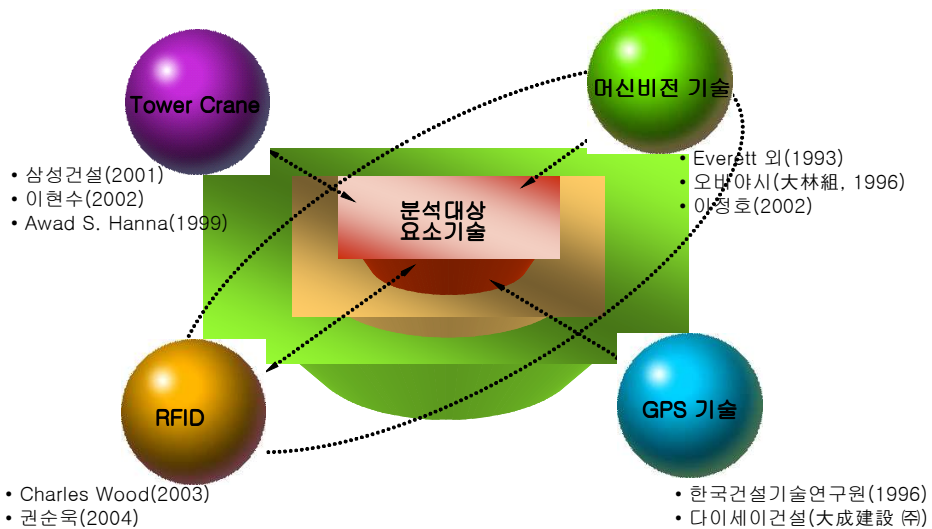 Tower Crane
• 삼성건설(2001)
• 이현수(2002)
• Awad S. Hanna(1999)
머신비전 기술
• Everett 외(1993)
• 오바야시(大林組, 1996)
• 이정호(2002)
분석대상
요소기술
RFID
• Charles Wood(2003)
• 권순욱(2004)
GPS 기술
• 한국건설기술연구원(1996)
• 다이세이건설(大成建設 ㈜)